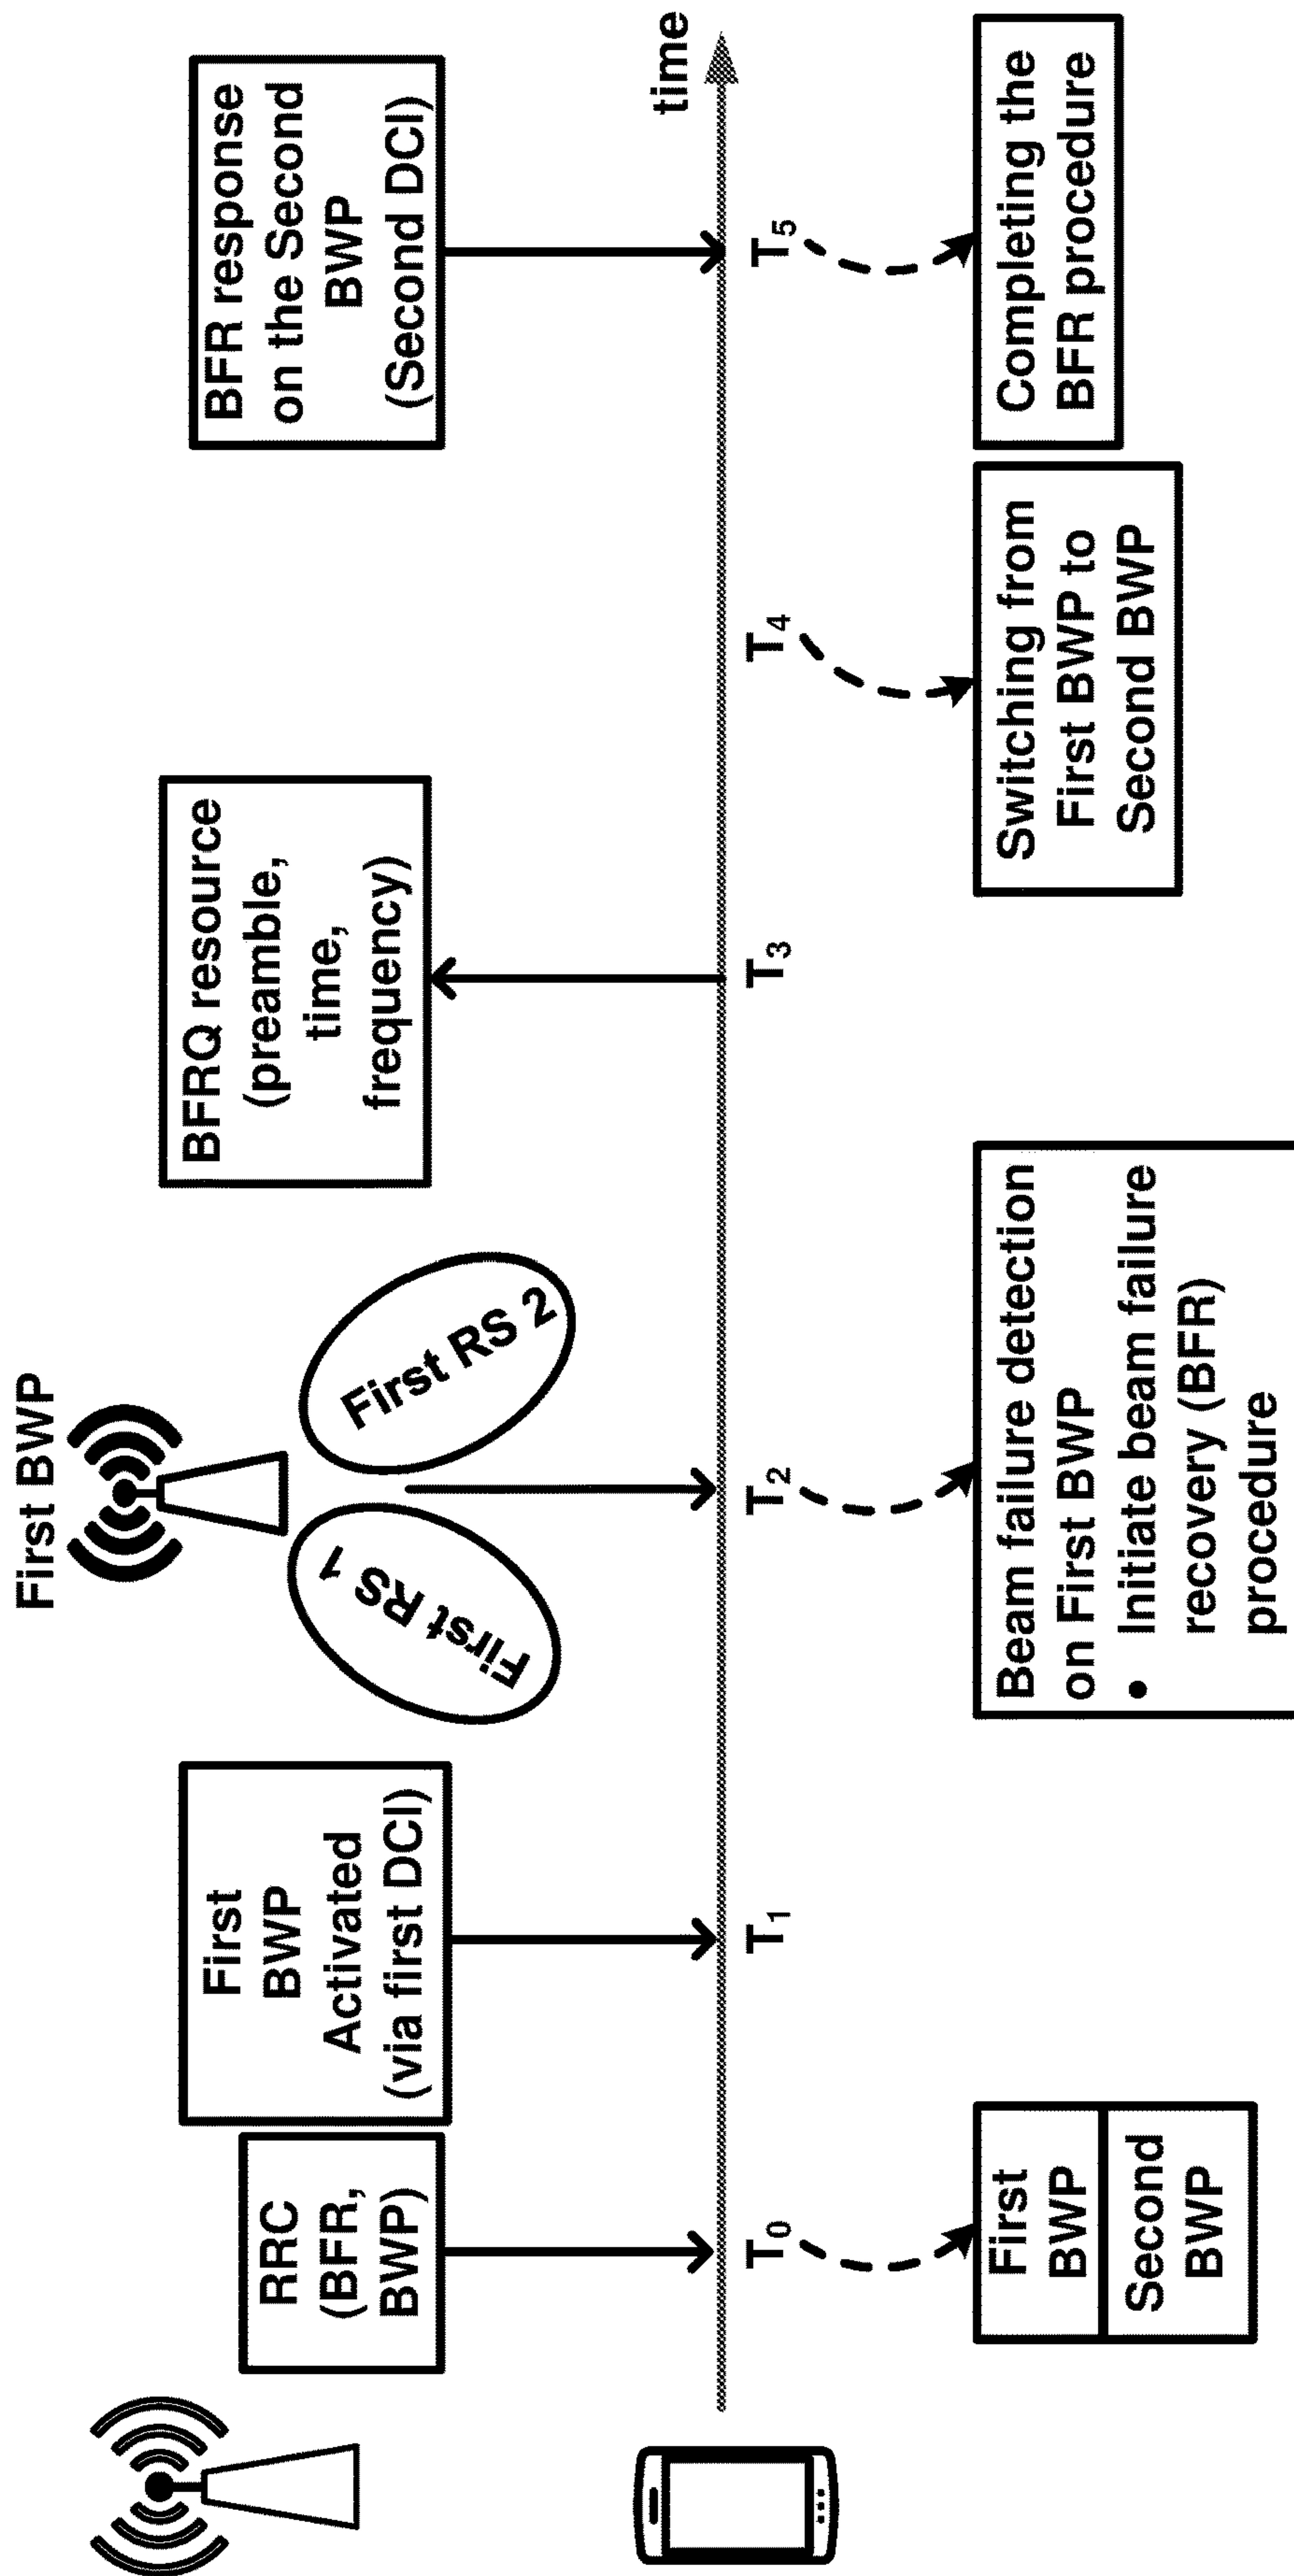 RRC
(BFR,
BWP)
First
BWP
Activated
(via first DCI)
First BWP
First RS 1
First RS 2
BFRQ resource
(preamble,
time,
frequency)
BFR response
on the Second
BWP
(Second DCI)
time
T0
T1
T2
T3
T4
T5
First
BWP
Second
BWP
Beam failure detection
on First BWP
• Initiate beam failure
recovery (BFR)
procedure
Switching from
First BWP to
Second BWP
Completing the
BFR procedure